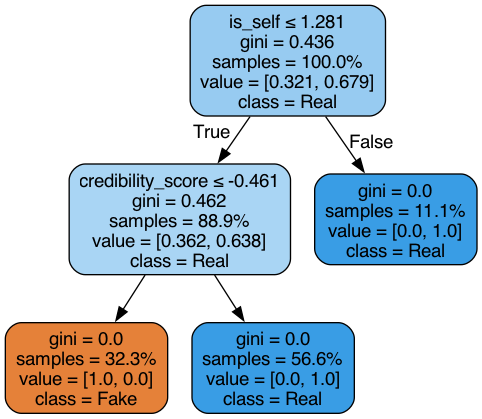 is_self ≤ 1.281
gini = 0.436
samples = 100.0%
value = [0.321, 0.679]
class = Real
True
False
credibility_score ≤ -0.461
gini = 0.462
samples = 88.9%
value = [0.362, 0.638]
class = Real
gini = 0.0
samples = 11.1%
value = [0.0, 1.0]
class = Real
gini = 0.0
samples = 32.3%
value = [1.0, 0.0]
class = Fake
gini = 0.0
samples = 56.6%
value = [0.0, 1.0]
class = Real